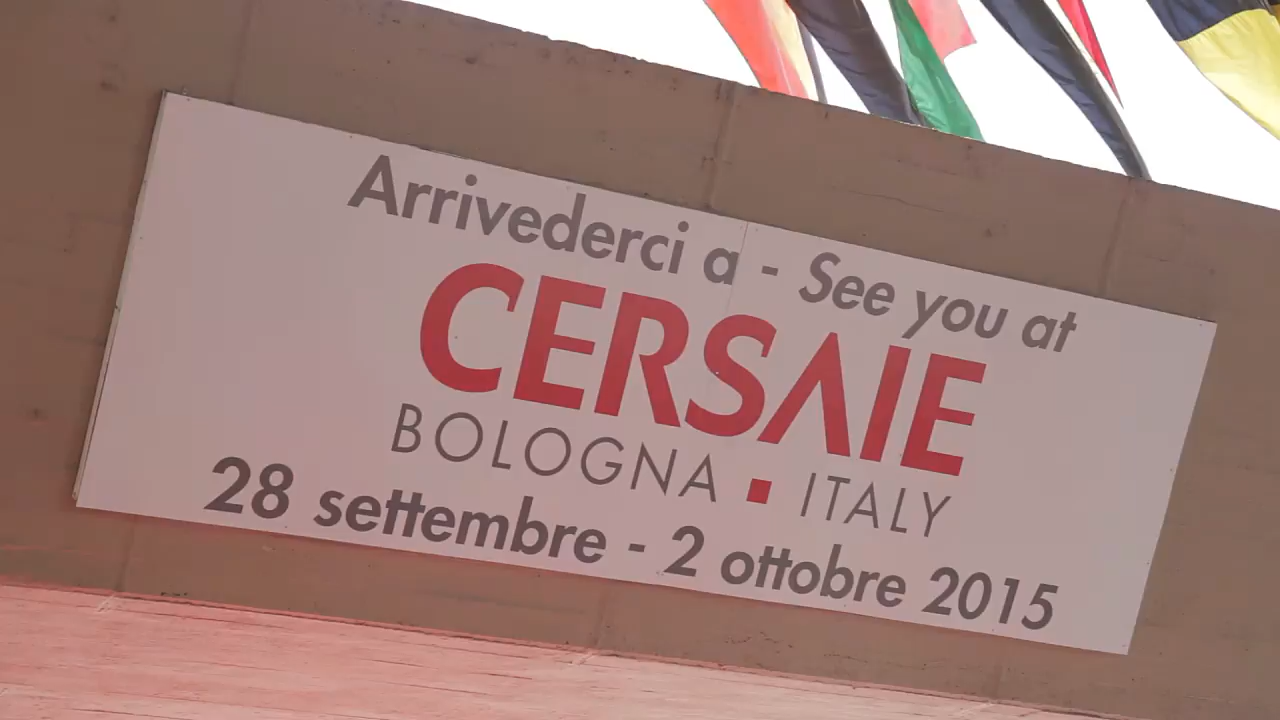 Arrivederci a - See you at
CERSAIE
BOLOGNA ▪ ITALY
28 settembre - 2 ottobre 2015